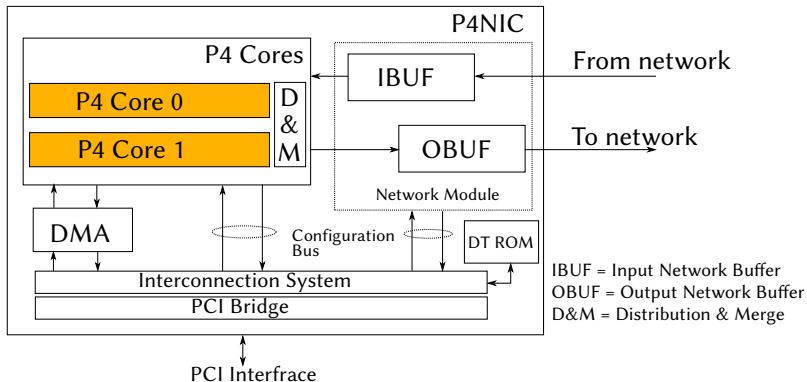 P4NIC
P4 Cores
P4 Core 0
P4 Core 1
D
&
M
IBUF
From network
OBUF
To network
Network Module
DMA
Configuration
Bus
DT ROM
Interconnection System
PCI Bridge
PCI Interfrace
IBUF = Input Network Buffer
OBUF = Output Network Buffer
D&M = Distribution & Merge